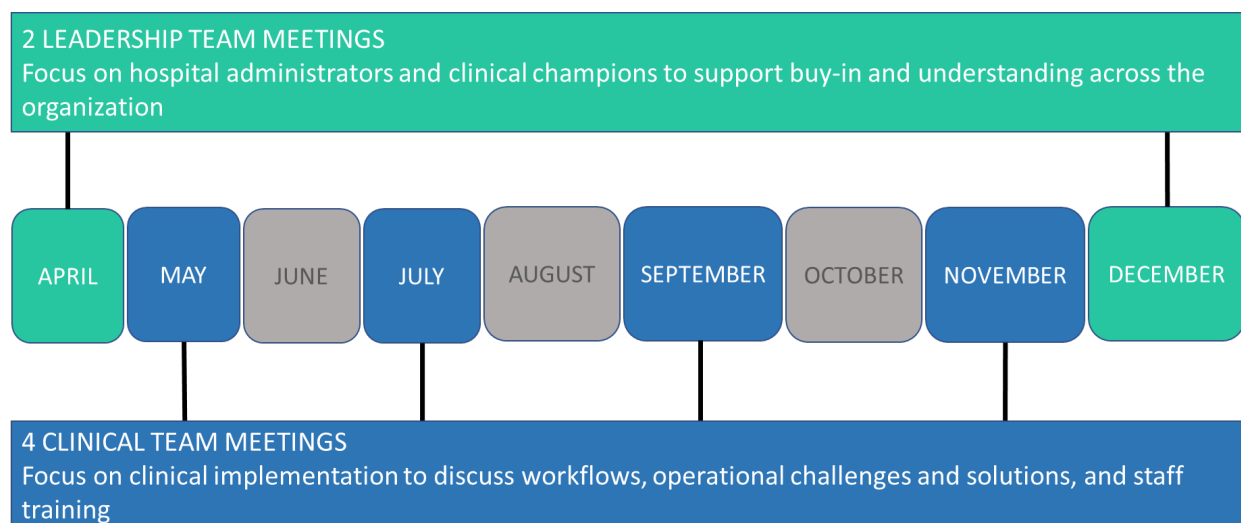 2 LEADERSHIP TEAM MEETINGS
Focus on hospital administrators and clinical champions to support buy-in and understanding across the
organization
APRIL
MAY
JUNE
JULY
AUGUST
SEPTEMBER
OCTOBER
NOVEMBER
DECEMBER
4 CLINICAL TEAM MEETINGS
Focus on clinical implementation to discuss workflows, operational challenges and solutions, and staff
training